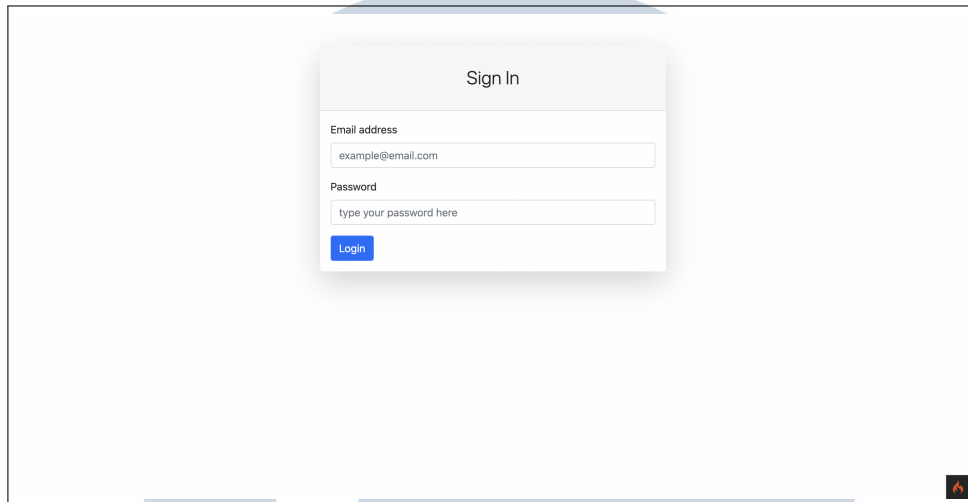 Sign In
Email address
example@email.com
Password
type your password here
Login